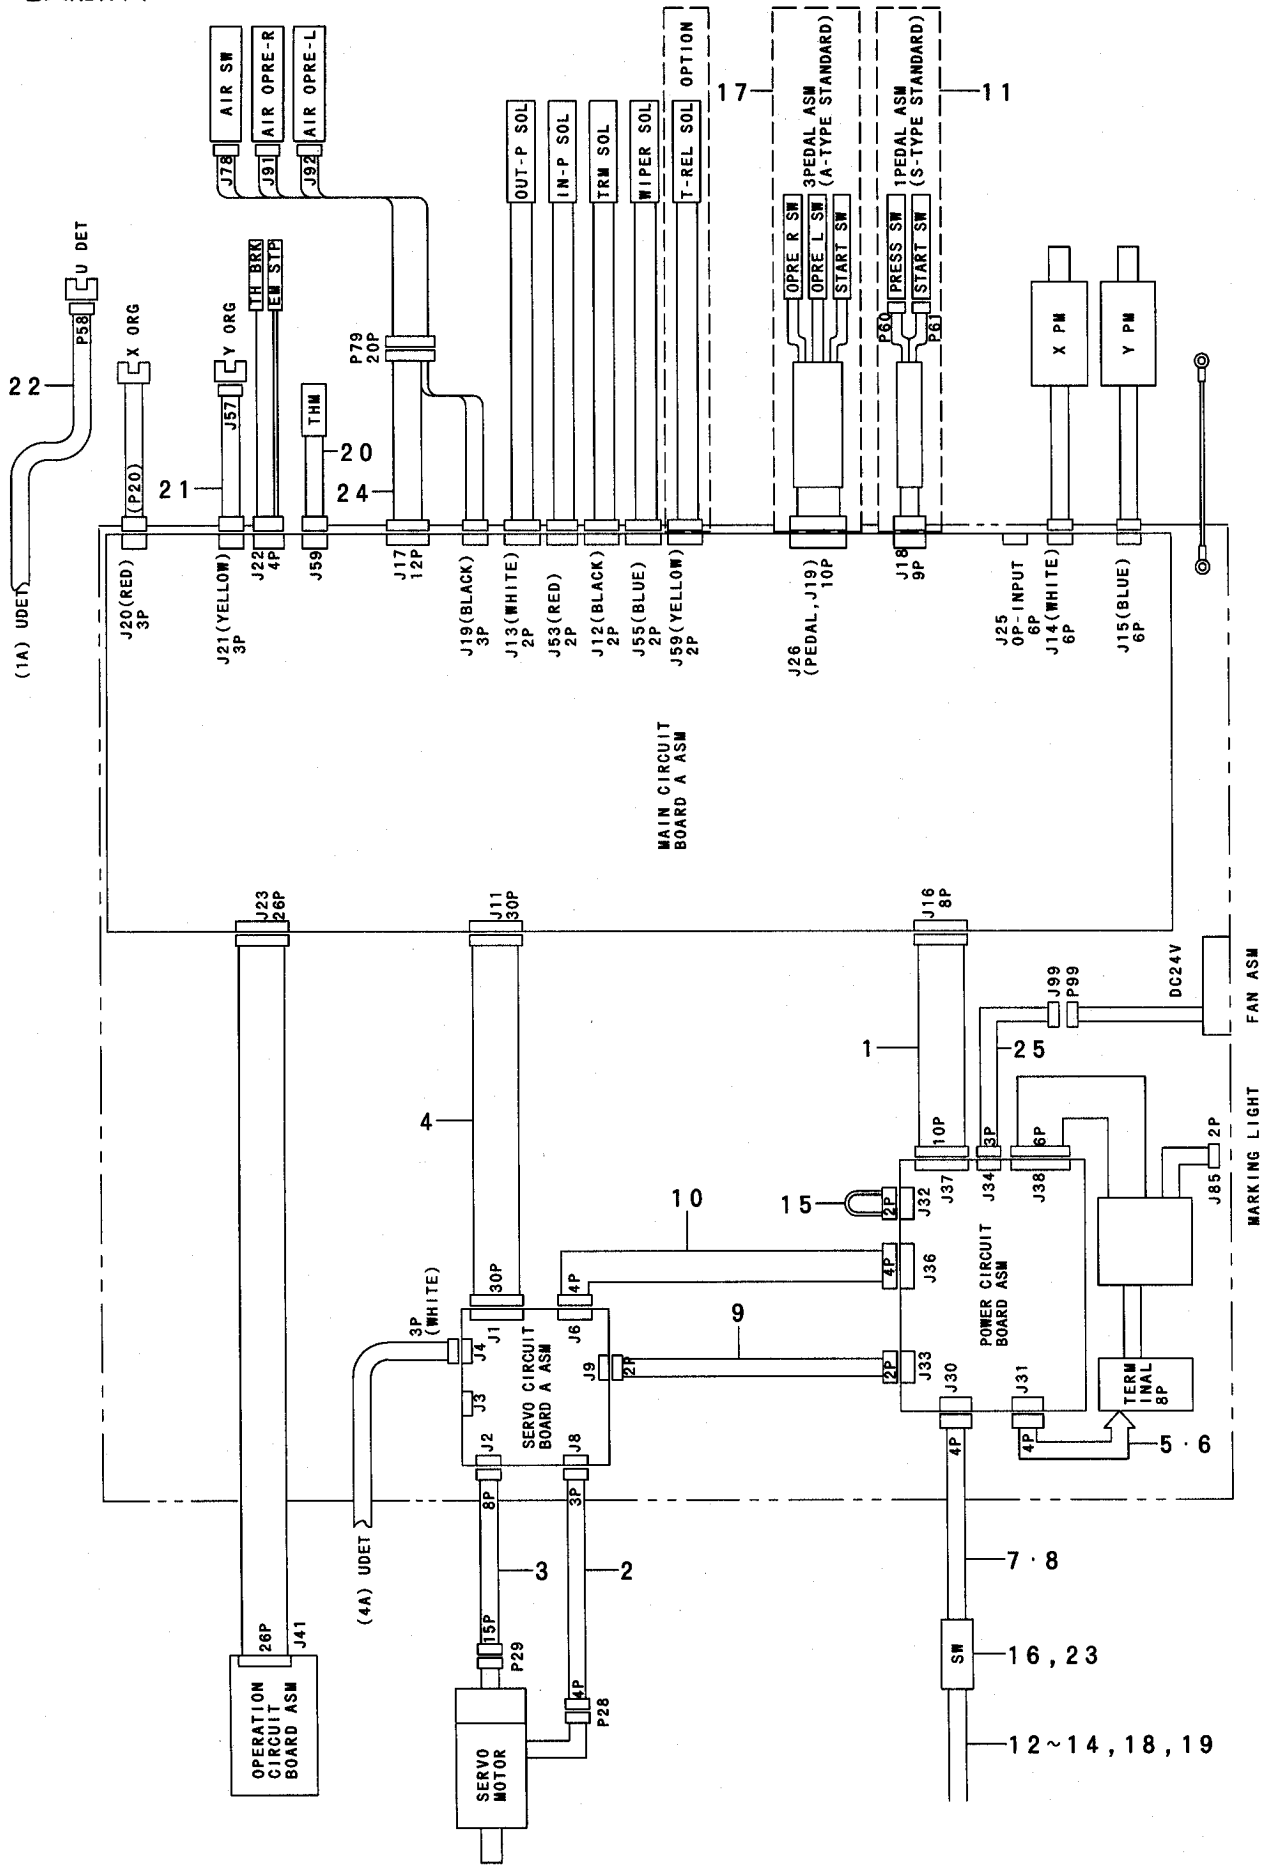 AIR SW
AIR OPRE-R
AIR OPRE-L
J78
J91
J92
OUT-P SOL
IN-P SOL
TRM SOL
WIPER SOL
T-REL SOL
OPTION
17
3PEDAL ASM
(A-TYPE STANDARD)
OPRE R SW
OPRE L SW
START SW
11
1PEDAL ASM
(S-TYPE STANDARD)
PRESS SW
START SW
P60
P61
X PM
Y PM
22
U DET
P58
X ORG
(P20)
21
Y ORG
J57
TH BRK
EM STP
THM
20
24
P79
20P
(1A) UDET
J20(RED)
3P
J21(YELLOW)
3P
J22
4P
J59
J17
12P
J19(BLACK)
3P
J13(WHITE)
2P
J53(RED)
2P
J12(BLACK)
2P
J55(BLUE)
2P
J59(YELLOW)
2P
J26
(PEDAL,J19)
10P
J18
9P
J25
OP-INPUT
6P
J14(WHITE)
6P
J15(BLUE)
6P
MAIN CIRCUIT
BOARD A ASM
J23
26P
J11
30P
J16
8P
4
1
25
J99
P99
DC24V
FAN ASM
MARKING LIGHT
J85
2P
10P
3P
6P
J37
J34
J38
15
2P
J32
4P
J36
2P
J33
10
9
POWER CIRCUIT
BOARD ASM
J30
J31
4P
4P
TERM
INAL
8P
5・6
30P
J1
4P
J6
3P
(WHITE)
J4
J3
J9
2P
SERVO CIRCUIT
BOARD A ASM
J2
J8
8P
3P
3
2
(4A) UDET
15P
P29
4P
P28
SERVO
MOTOR
26P
J41
OPERATION
CIRCUIT
BOARD ASM
7・8
SW
16,23
12~14,18,19